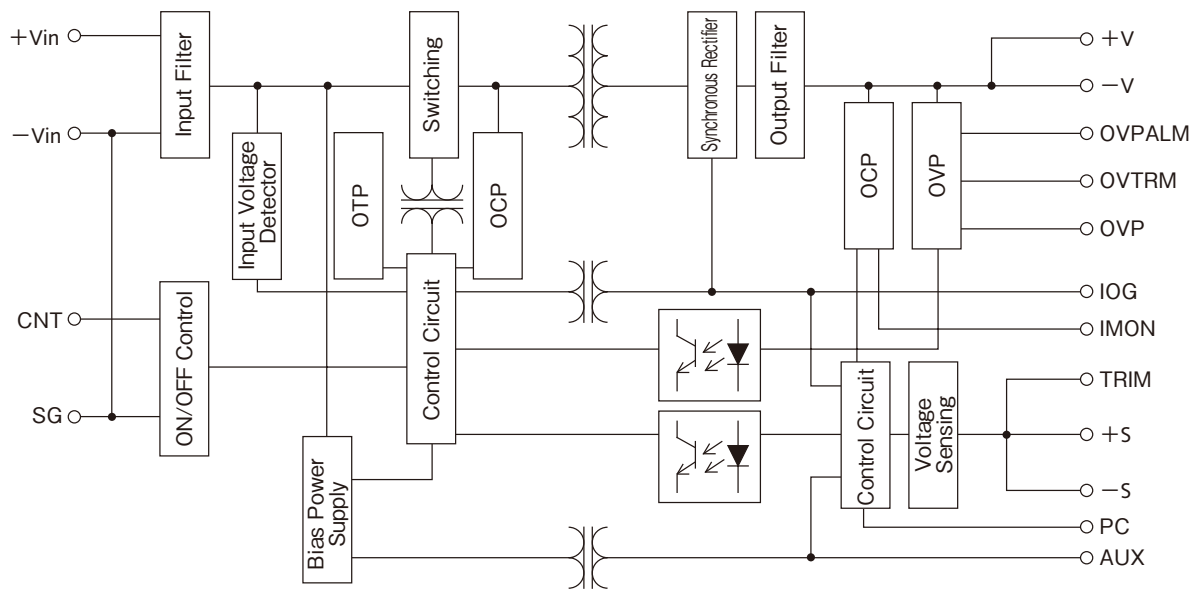 +Vin
−Vin
CNT
SG
Input Filter
ON/OFF Control
Input Voltage
Detector
Bias Power
Supply
OTP
Switching
Control Circuit
OCP
Synchronous Rectifier
Output Filter
OCP
OVP
Control Circuit
Voltage
Sensing
+V
−V
OVPALM
OVTRM
OVP
IOG
IMON
TRIM
+S
−S
PC
AUX